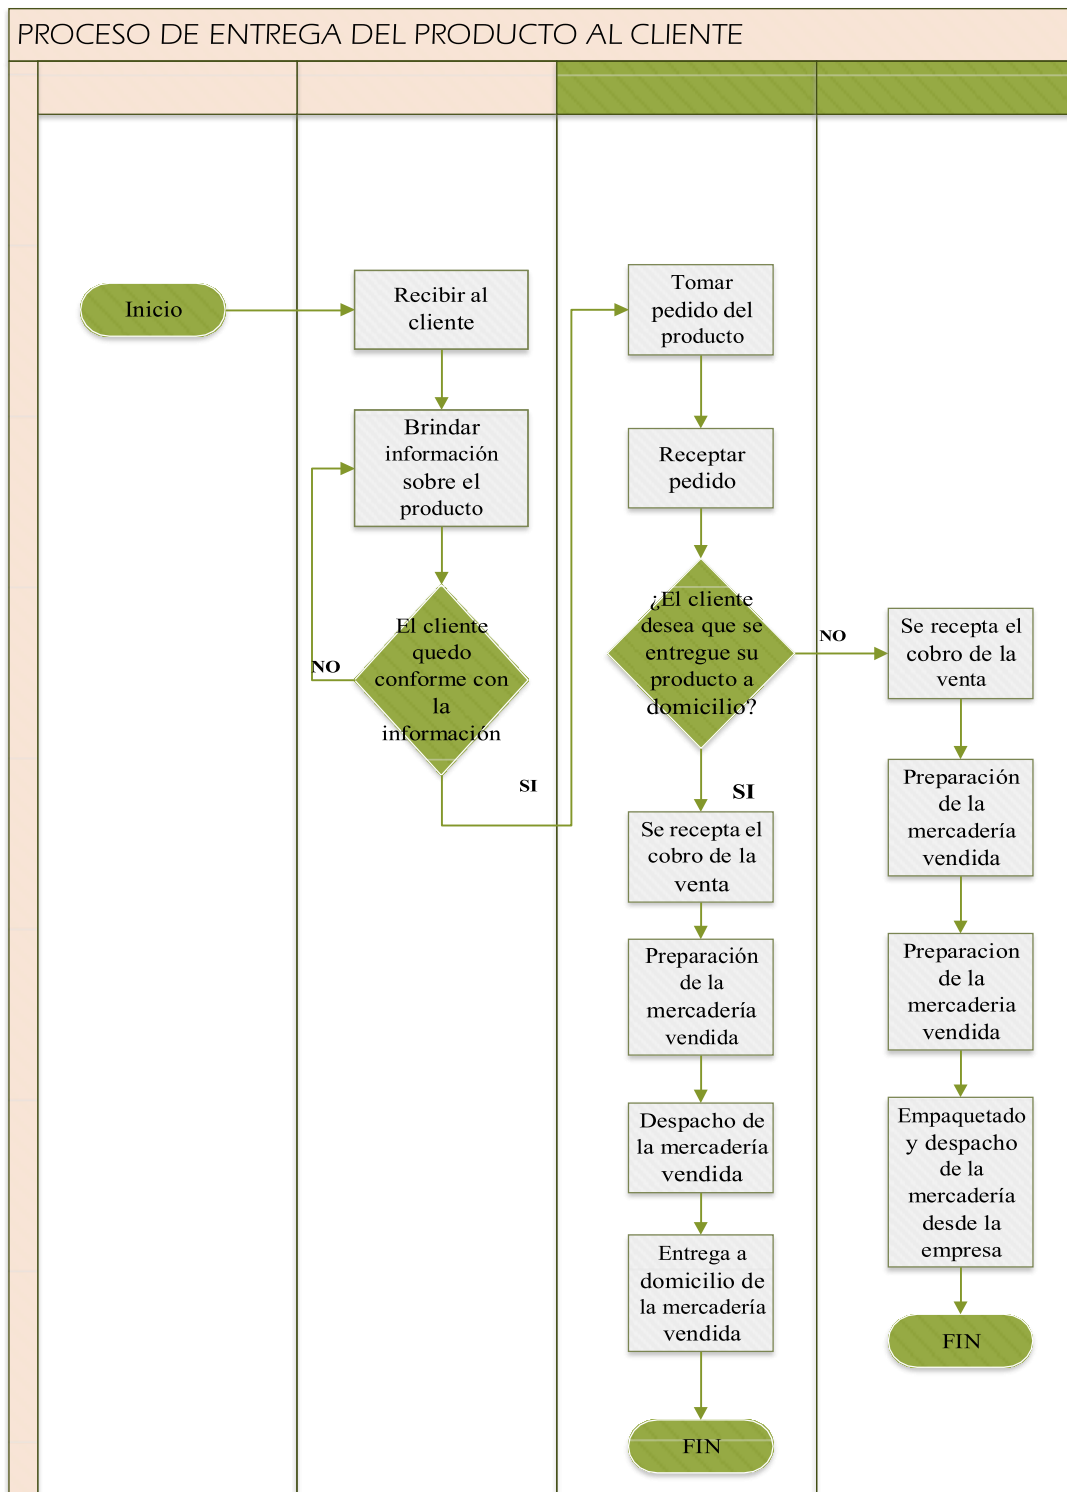 PROCESO DE ENTREGA DEL PRODUCTO AL CLIENTE
Inicio
Recibir al
cliente
Brindar
información
sobre el
producto
El cliente
quedo
conforme con
la
información
NO
SI
Tomar
pedido del
producto
Receptar
pedido
¿El cliente
desea que se
entregue su
producto a
domicilio?
NO
SI
Se recepta el
cobro de la
venta
Preparación
de la
mercadería
vendida
Despacho de
la mercadería
vendida
Entrega a
domicilio de
la mercadería
vendida
FIN
Se recepta el
cobro de la
venta
Preparación
de la
mercadería
vendida
Preparacion
de la
mercaderia
vendida
Empaquetado
y despacho
de la
mercadería
desde la
empresa
FIN